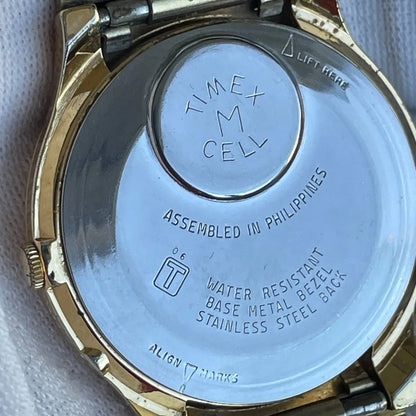 LIFT HERE
TIMEX
M
CELL
ASSEMBLED IN PHILIPPINES
06
T
WATER RESISTANT
BASE METAL BEZEL
STAINLESS STEEL BACK
ALIGN MARKS